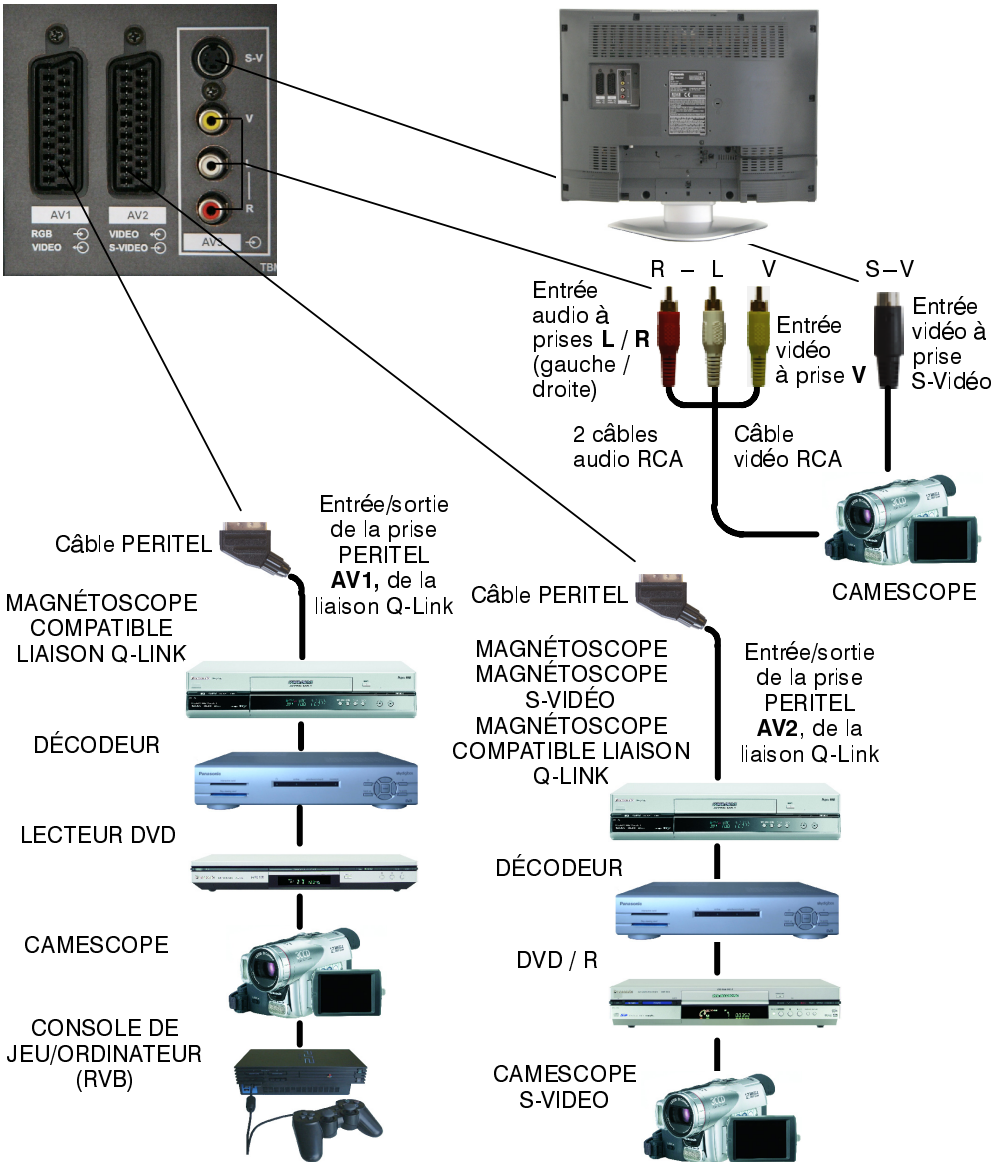 S-V
V
L
R
AV1
AV2
AV3
RGB
VIDEO
VIDEO
S-VIDEO
R – L
V
S–V
Entrée
audio à
prises L / R
(gauche /
droite)
Entrée
vidéo
à prise V
Entrée
vidéo à
prise
S-Vidéo
2 câbles
audio RCA
Câble
vidéo RCA
CAMESCOPE
Câble PERITEL
Entrée/sortie
de la prise
PERITEL
AV1, de la
liaison Q-Link
MAGNÉTOSCOPE
COMPATIBLE
LIAISON Q-LINK
DÉCODEUR
Panasonic
LECTEUR DVD
CAMESCOPE
CONSOLE DE
JEU/ORDINATEUR
(RVB)
Câble PERITEL
MAGNÉTOSCOPE
MAGNÉTOSCOPE
S-VIDÉO
MAGNÉTOSCOPE
COMPATIBLE LIAISON
Q-LINK
Entrée/sortie
de la prise
PERITEL
AV2, de la
liaison Q-Link
DÉCODEUR
Panasonic
DVD / R
CAMESCOPE
S-VIDEO